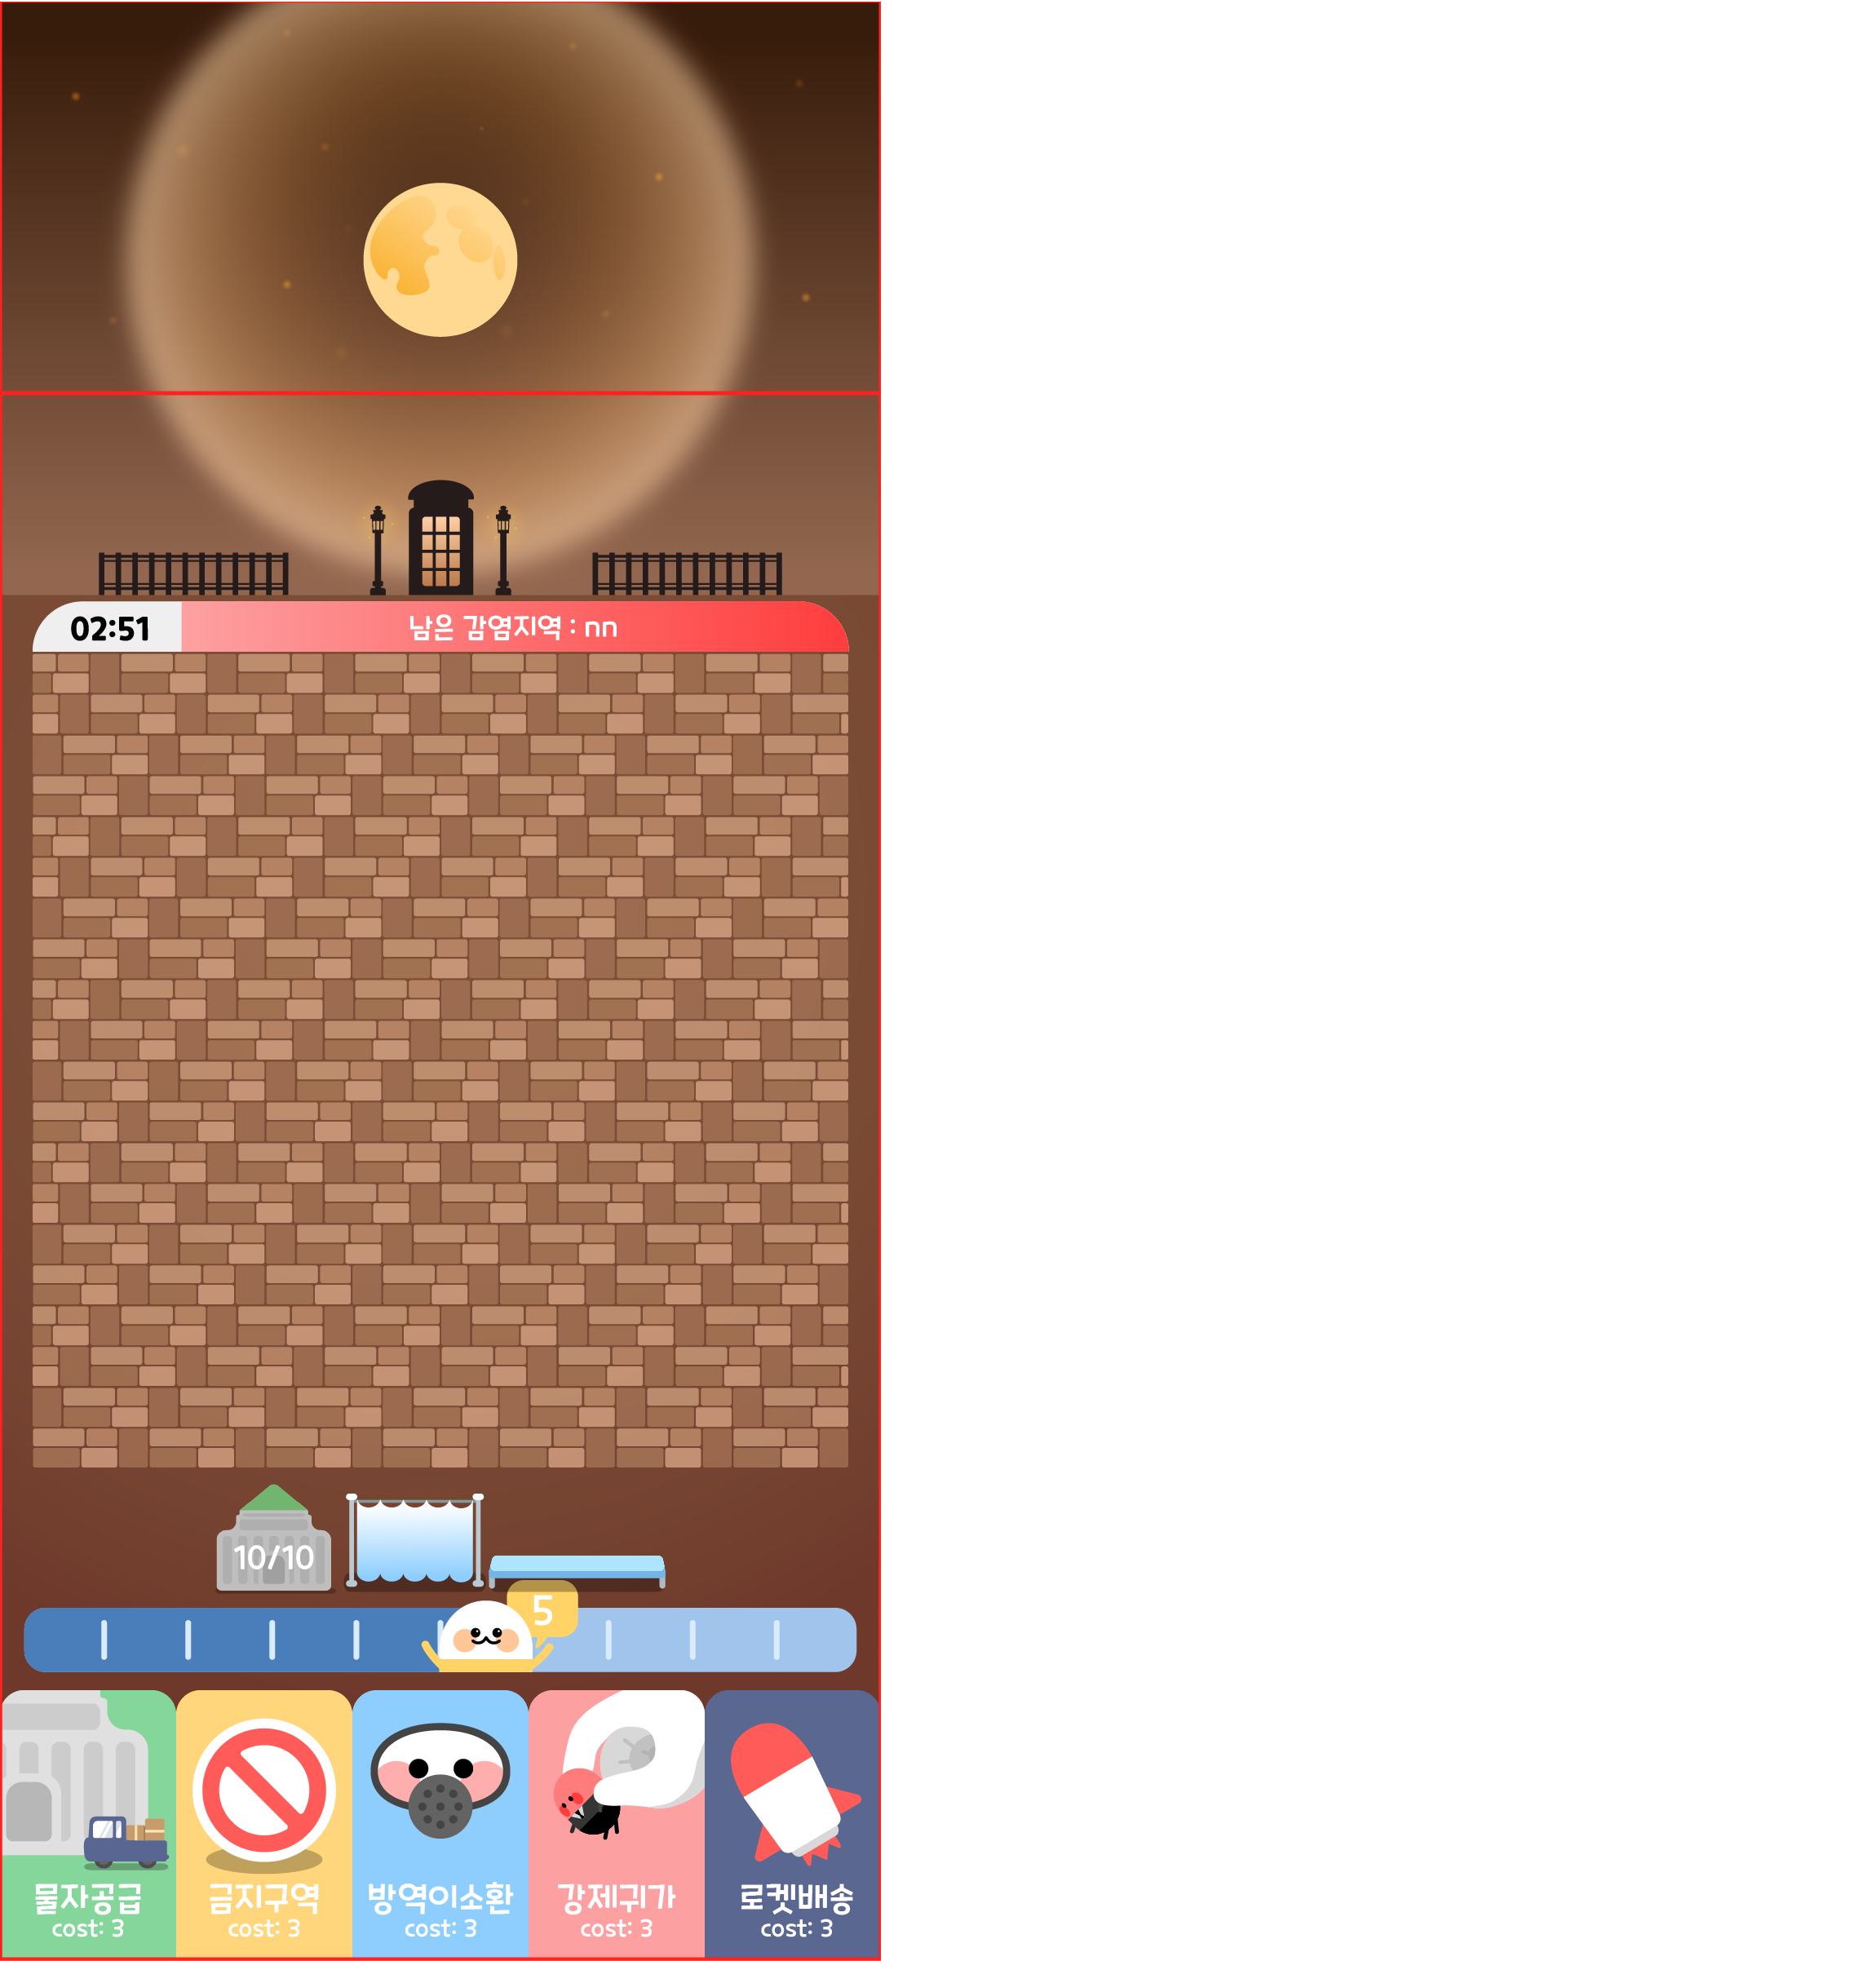 02:51
남은 감염지역 : nn
10/10
5
물자공급
cost: 3
금지구역
cost: 3
방역이소환
cost: 3
강제귀가
cost: 3
로켓배송
cost: 3